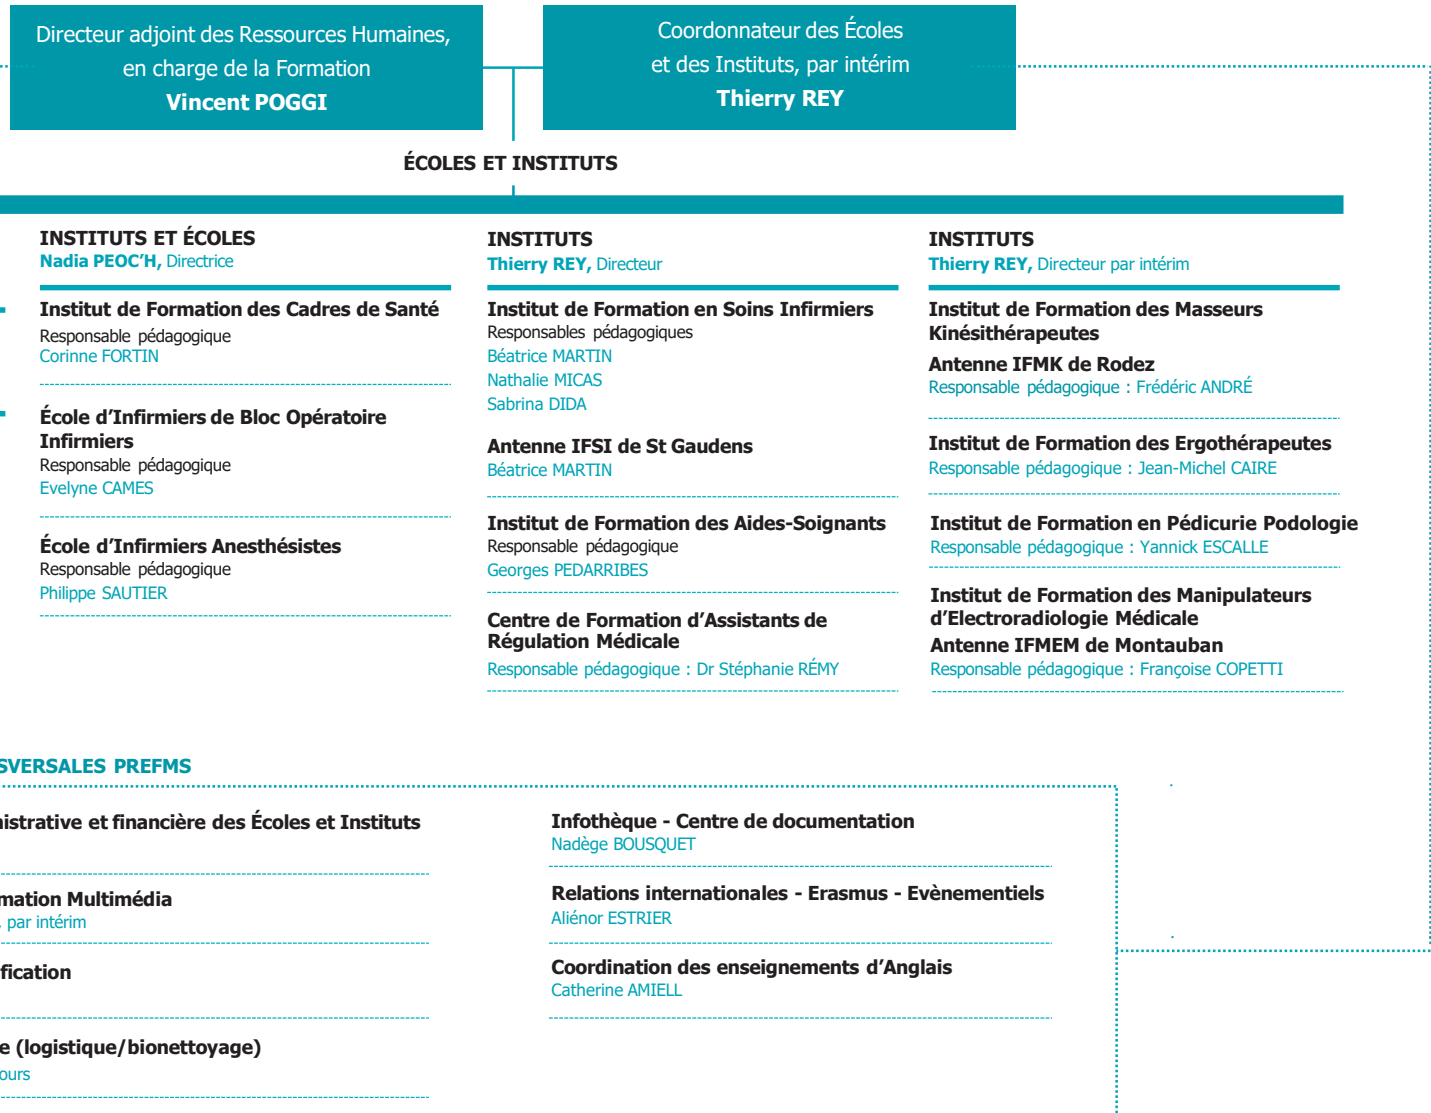 Directeur adjoint des Ressources Humaines,
en charge de la Formation
Vincent POGGI
Coordonnateur des Écoles
et des Instituts, par intérim
Thierry REY
ÉCOLES ET INSTITUTS
INSTITUTS ET ÉCOLES
Nadia PEOC’H, Directrice
Institut de Formation des Cadres de Santé
Responsable pédagogique
Corinne FORTIN
École d’Infirmiers de Bloc Opératoire
Infirmiers
Responsable pédagogique
Evelyne CAMES
École d’Infirmiers Anesthésistes
Responsable pédagogique
Philippe SAUTIER
INSTITUTS
Thierry REY, Directeur
Institut de Formation en Soins Infirmiers
Responsables pédagogiques
Béatrice MARTIN
Nathalie MICAS
Sabrina DIDA
Antenne IFSI de St Gaudens
Béatrice MARTIN
Institut de Formation des Aides-Soignants
Responsable pédagogique
Georges PEDARRIBES
Centre de Formation d’Assistants de
Régulation Médicale
Responsable pédagogique : Dr Stéphanie RÉMY
INSTITUTS
Thierry REY, Directeur par intérim
Institut de Formation des Masseurs
Kinésithérapeutes
Antenne IFMK de Rodez
Responsable pédagogique : Frédéric ANDRÉ
Institut de Formation des Ergothérapeutes
Responsable pédagogique : Jean-Michel CAIRE
Institut de Formation en Pédicurie Podologie
Responsable pédagogique : Yannick ESCALLE
Institut de Formation des Manipulateurs
d’Electroradiologie Médicale
Antenne IFMEM de Montauban
Responsable pédagogique : Françoise COPETTI
SVERSALES PREFMS
nistrative et financière des Écoles et Instituts
mation Multimédia
, par intérim
fication
e (logistique/bionettoyage)
ours
Infothèque - Centre de documentation
Nadège BOUSQUET
Relations internationales - Erasmus - Evènementiels
Aliénor ESTRIER
Coordination des enseignements d’Anglais
Catherine AMIELL